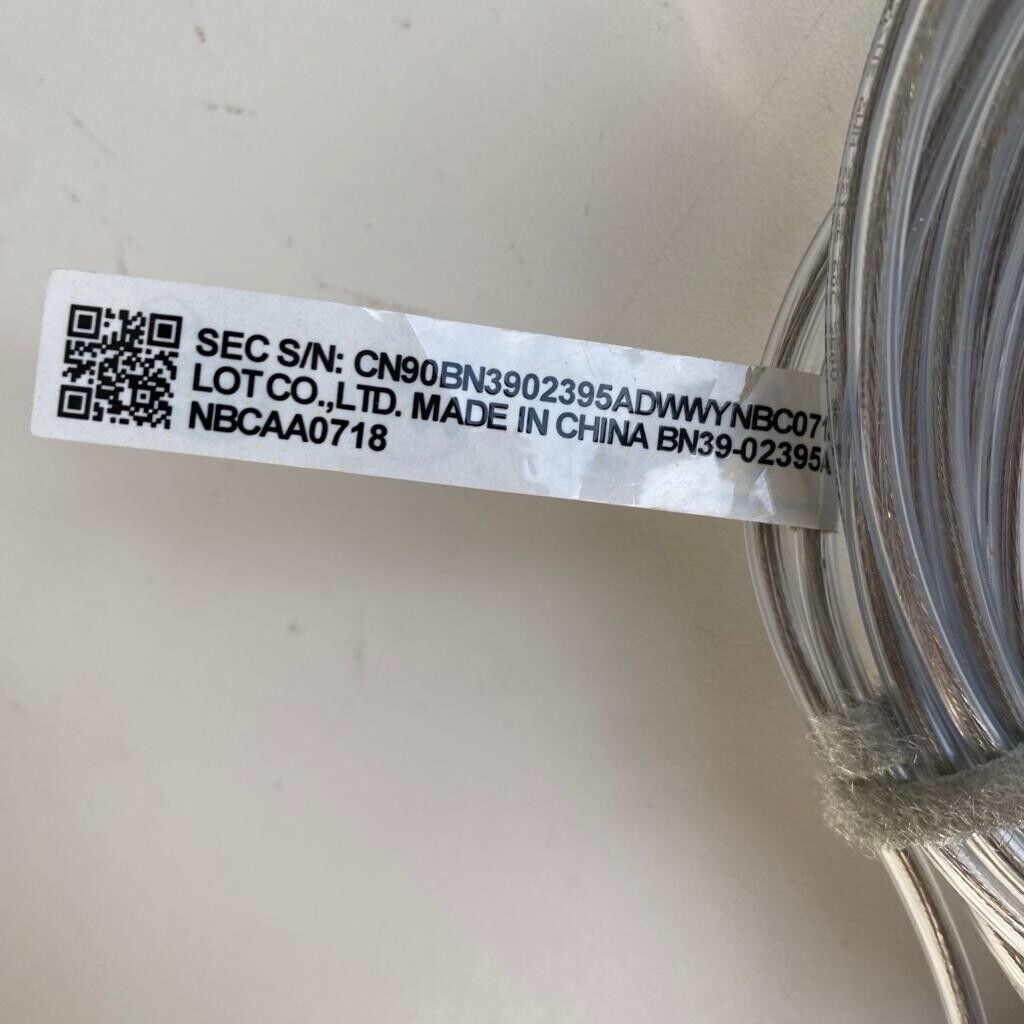 SEC S/N: CN90BN3902395ADWWYNBC071
LOT CO.,LTD. MADE IN CHINA BN39-02395A
NBCAA0718